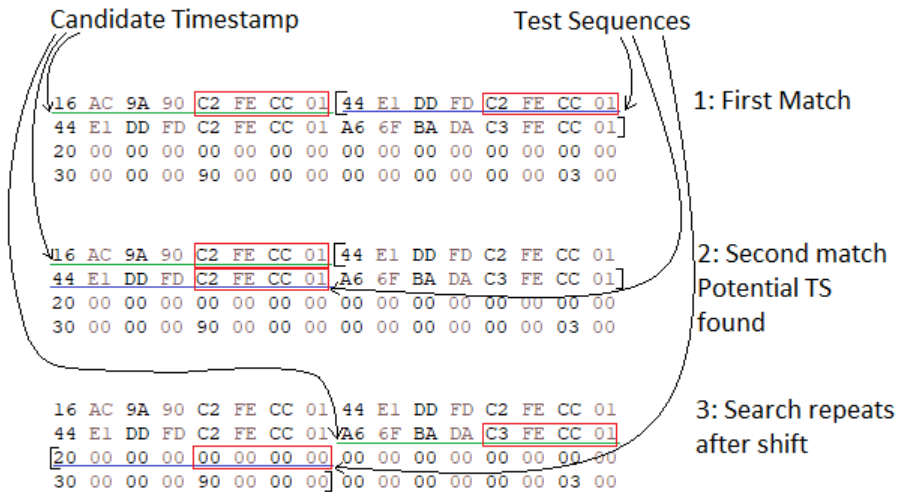 Candidate Timestamp Test Sequences
16 AC 9A 90 C2 FE CC 01 [44 E1 DD FD C2 FE CC 01
44 E1 DD FD C2 FE CC 01 A6 6F BA DA C3 FE CC 01]
20 00 00 00 00 00 00 00 00 00 00 00 00 00 00 00
30 00 00 00 90 00 00 00 00 00 00 00 00 00 03 00
1: First Match
16 AC 9A 90 C2 FE CC 01 [44 E1 DD FD C2 FE CC 01
44 E1 DD FD C2 FE CC 01 A6 6F BA DA C3 FE CC 01]
20 00 00 00 00 00 00 00 00 00 00 00 00 00 00 00
30 00 00 00 90 00 00 00 00 00 00 00 00 00 03 00
2: Second match
Potential TS
found
16 AC 9A 90 C2 FE CC 01 44 E1 DD FD C2 FE CC 01
44 E1 DD FD C2 FE CC 01 A6 6F BA DA C3 FE CC 01
[20 00 00 00 00 00 00 00 00 00 00 00 00 00 00 00
30 00 00 00 90 00 00 00] 00 00 00 00 00 00 03 00
3: Search repeats
after shift